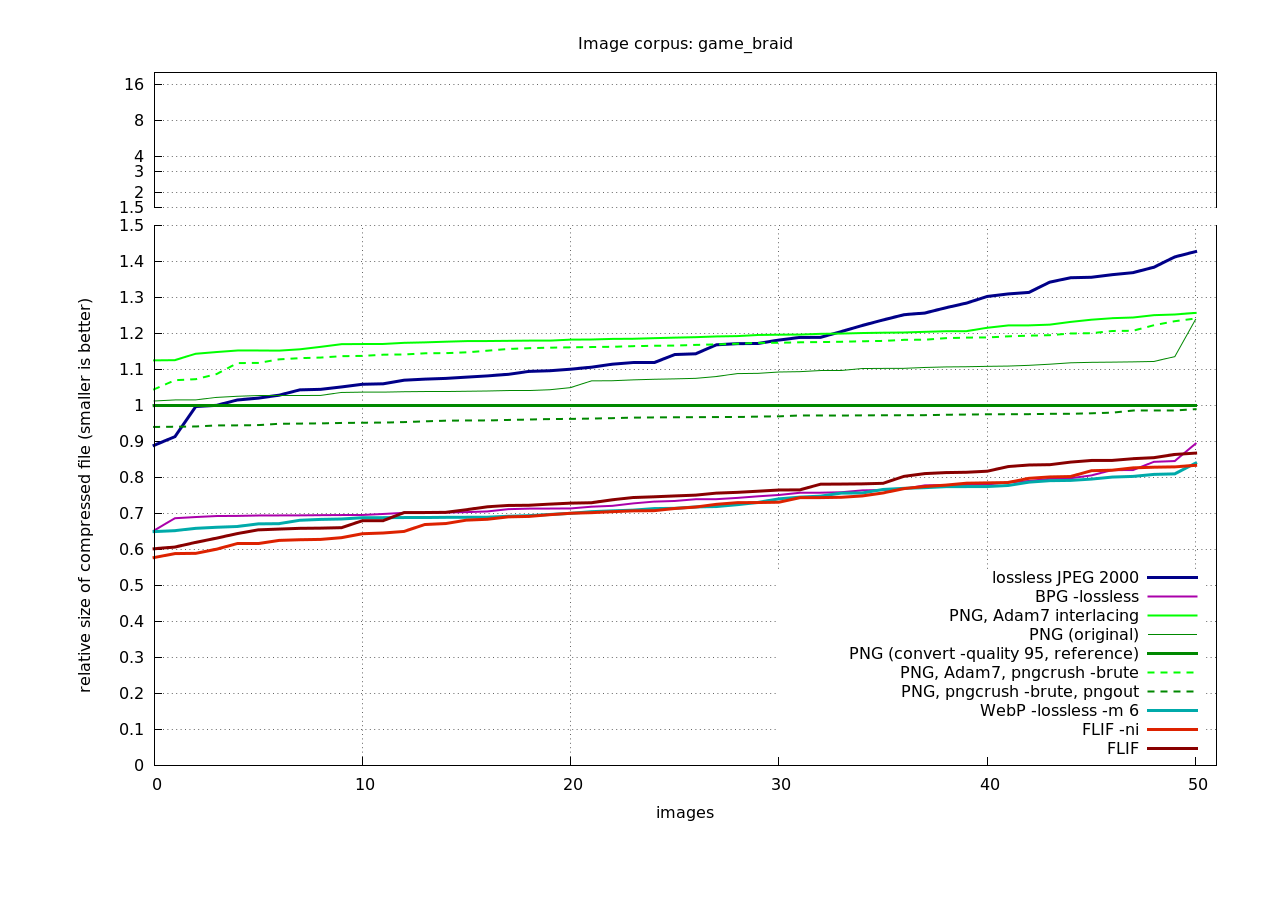 Image corpus: game_braid
16
8
4
3
2
1.5
1.5
1.4
1.3
1.2
1.1
1
0.9
0.8
0.7
0.6
0.5
0.4
0.3
0.2
0.1
0
relative size of compressed file (smaller is better)
lossless JPEG 2000
BPG -lossless
PNG, Adam7 interlacing
PNG (original)
PNG (convert -quality 95, reference)
PNG, Adam7, pngcrush -brute
PNG, pngcrush -brute, pngout
WebP -lossless -m 6
FLIF -ni
FLIF
0 10 20 30 40 50
images